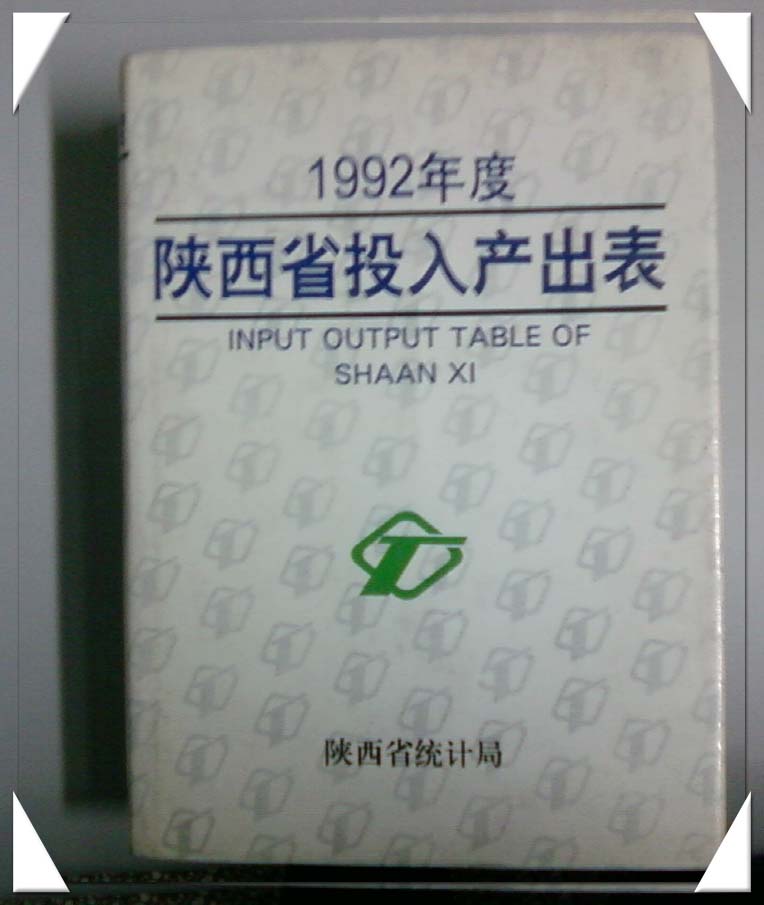 1992年度
陕西省投入产出表
INPUT OUTPUT TABLE OF
SHAAN XI
陕西省统计局